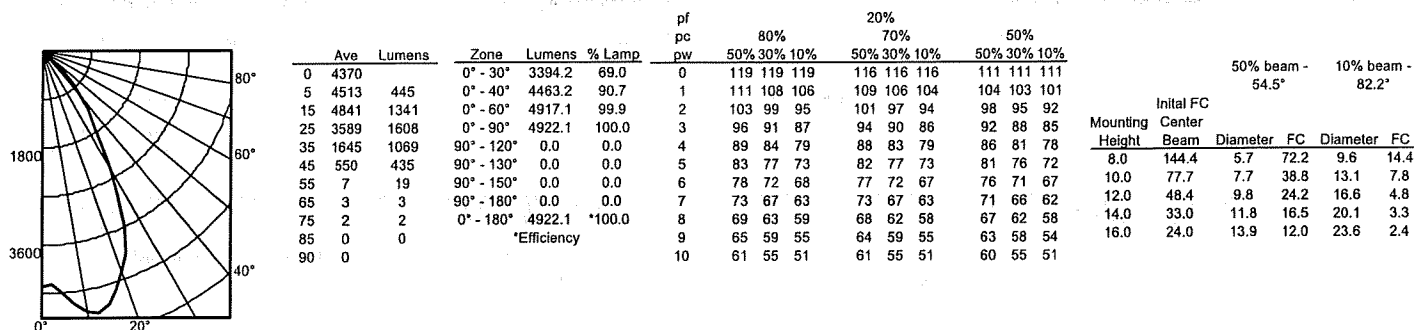 80°
1800
60°
3600
40°
0° 20°
Ave Lumens
0 4370
5 4513 445
15 4841 1341
25 3589 1608
35 1645 1069
45 550 435
55 7 19
65 3 3
75 2 2
85 0 0
90 0
Zone Lumens % Lamp
0° - 30° 3394.2 69.0
0° - 40° 4463.2 90.7
0° - 60° 4917.1 99.9
0° - 90° 4922.1 100.0
90° - 120° 0.0 0.0
90° - 130° 0.0 0.0
90° - 150° 0.0 0.0
90° - 180° 0.0 0.0
0° - 180° 4922.1 *100.0
*Efficiency
pf 20%
pc 80% 70% 50%
pw 50% 30% 10% 50% 30% 10% 50% 30% 10%
0 119 119 119 116 116 116 111 111 111
1 111 108 106 109 106 104 104 103 101
2 103 99 95 101 97 94 98 95 92
3 96 91 87 94 90 86 92 88 85
4 89 84 79 88 83 79 86 81 78
5 83 77 73 82 77 73 81 76 72
6 78 72 68 77 72 67 76 71 67
7 73 67 63 73 67 63 71 66 62
8 69 63 59 68 62 58 67 62 58
9 65 59 55 64 59 55 63 58 54
10 61 55 51 61 55 51 60 55 51
50% beam - 10% beam -
54.5° 82.2°
Inital FC
Mounting Center
Height Beam Diameter FC Diameter FC
8.0 144.4 5.7 72.2 9.6 14.4
10.0 77.7 7.7 38.8 13.1 7.8
12.0 48.4 9.8 24.2 16.6 4.8
14.0 33.0 11.8 16.5 20.1 3.3
16.0 24.0 13.9 12.0 23.6 2.4